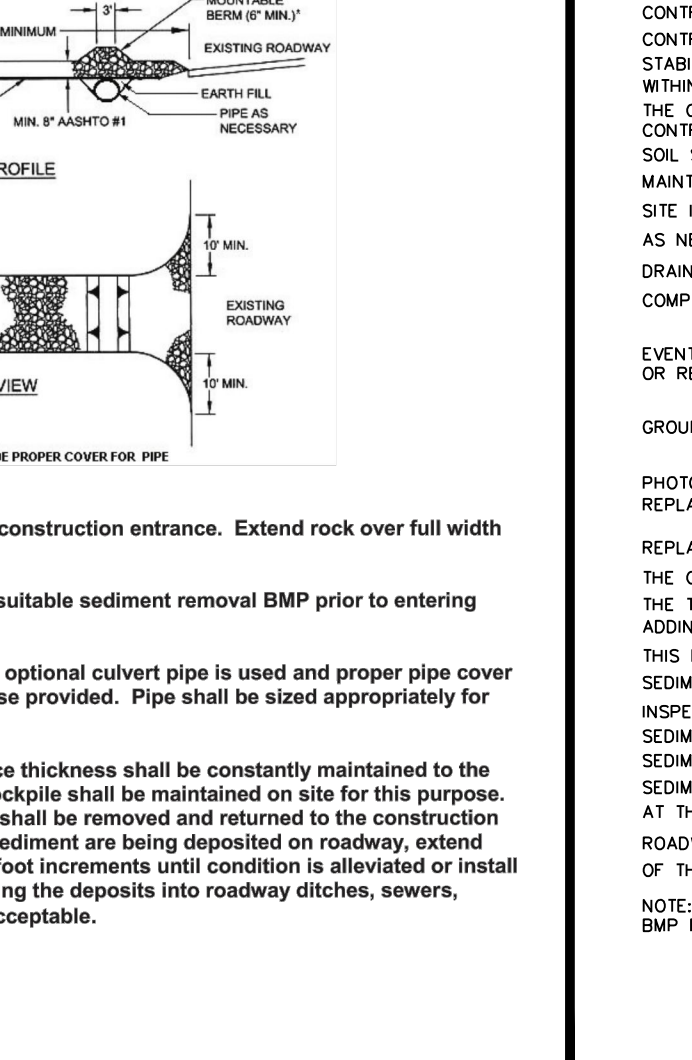 3'
MOUNTABLE
BERM (6" MIN.)*
MINIMUM
EXISTING ROADWAY
EARTH FILL
PIPE AS
NECESSARY
MIN. 8" AASHTO #1
ROFILE
10' MIN.
EXISTING
ROADWAY
10' MIN.
VIEW
DE PROPER COVER FOR PIPE
construction entrance. Extend rock over full width
suitable sediment removal BMP prior to entering
optional culvert pipe is used and proper pipe cover
se provided. Pipe shall be sized appropriately for
ce thickness shall be constantly maintained to the
ockpile shall be maintained on site for this purpose.
shall be removed and returned to the construction
ediment are being deposited on roadway, extend
foot increments until condition is alleviated or install
ing the deposits into roadway ditches, sewers,
cceptable.
CONTR
CONTR
STABI
WITHIN
THE C
CONTR
SOIL S
MAINT
SITE I
AS NE
DRAIN
COMP
EVENT
OR RE
GROUN
PHOTO
REPLA
REPLA
THE C
THE T
ADDIN
THIS
SEDIM
INSPE
SEDIM
SEDIM
SEDIM
AT TH
ROADW
OF TH
NOTE:
BMP